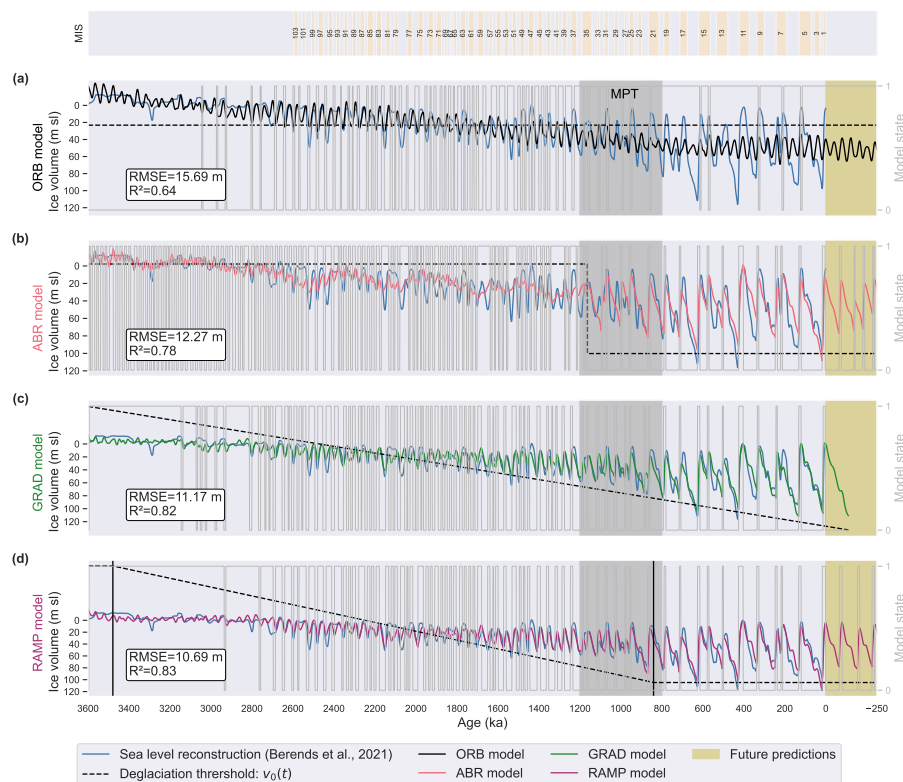 MIS
103 101 99 97 95 93 91 89 87 85 83 81 79 77 73 71 69 67 65 63 61 59 57 55 53 51 49 47 45 43 41 39 37 35 33 31 29 27 25 23 21 19 17 15 13 11 9 7 5 3 1
(a)
MPT
ORB model
Ice volume (m sl)
0
20
40
60
80
100
120
RMSE=15.69 m
R²=0.64
1
0
Model state
(b)
ABR model
Ice volume (m sl)
0
20
40
60
80
100
120
RMSE=12.27 m
R²=0.78
1
0
Model state
(c)
GRAD model
Ice volume (m sl)
0
20
40
60
80
100
120
RMSE=11.17 m
R²=0.82
1
0
Model state
(d)
RAMP model
Ice volume (m sl)
0
20
40
60
80
100
120
RMSE=10.69 m
R²=0.83
1
0
Model state
3600 3400 3200 3000 2800 2600 2400 2200 2000 1800 1600 1400 1200 1000 800 600 400 200 0 −250
Age (ka)
Sea level reconstruction (Berends et al., 2021)
Deglaciation threshold: v₀(t)
ORB model
ABR model
GRAD model
RAMP model
Future predictions